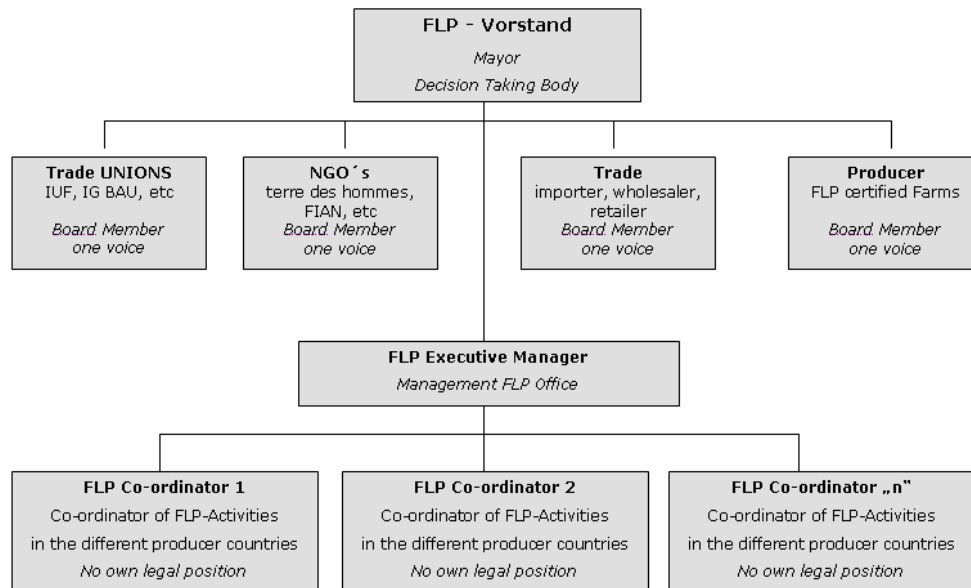 FLP - Vorstand
Mayor
Decision Taking Body
Trade UNIONS
IUF, IG BAU, etc
Board Member
one voice
NGO´s
terre des hommes,
FIAN, etc
Board Member
one voice
Trade
importer, wholesaler,
retailer
Board Member
one voice
Producer
FLP certified Farms
Board Member
one voice
FLP Executive Manager
Management FLP Office
FLP Co-ordinator 1
Co-ordinator of FLP-Activities
in the different producer countries
No own legal position
FLP Co-ordinator 2
Co-ordinator of FLP-Activities
in the different producer countries
No own legal position
FLP Co-ordinator „n“
Co-ordinator of FLP-Activities
in the different producer countries
No own legal position